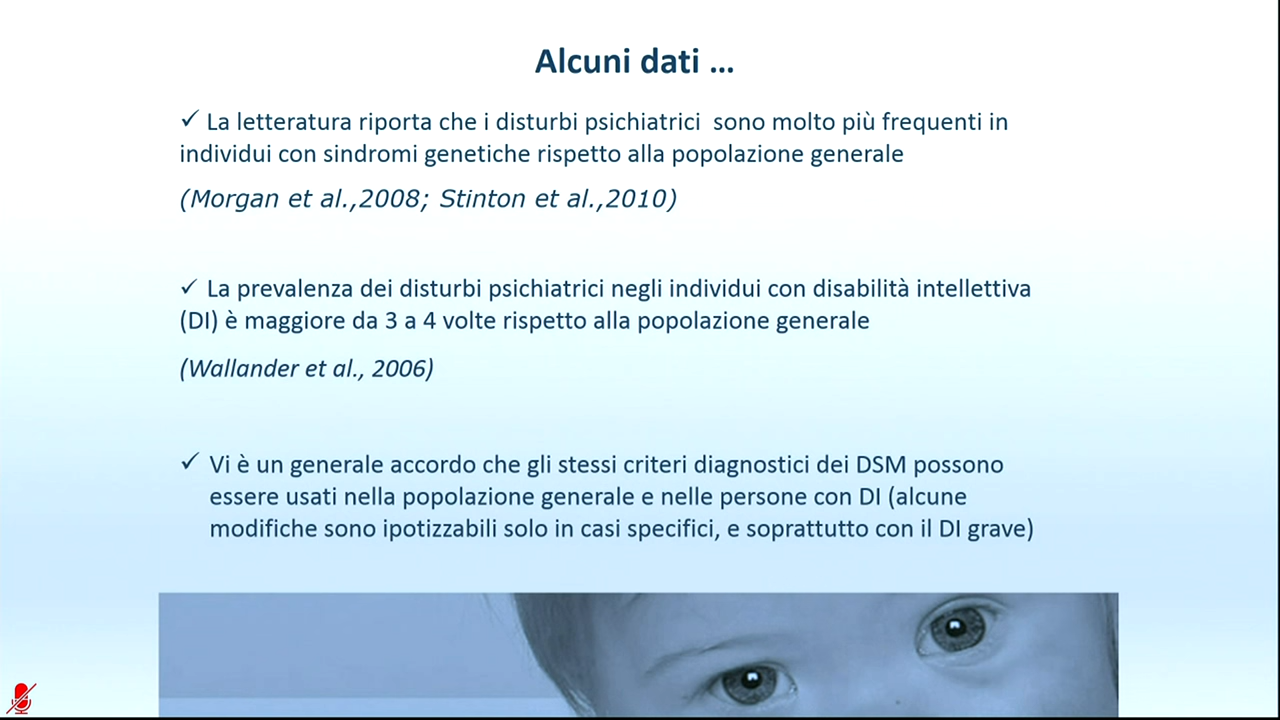 Alcuni dati ...
✓ La letteratura riporta che i disturbi psichiatrici sono molto più frequenti in
individui con sindromi genetiche rispetto alla popolazione generale
(Morgan et al.,2008; Stinton et al.,2010)
✓ La prevalenza dei disturbi psichiatrici negli individui con disabilità intellettiva
(DI) è maggiore da 3 a 4 volte rispetto alla popolazione generale
(Wallander et al., 2006)
✓ Vi è un generale accordo che gli stessi criteri diagnostici dei DSM possono
essere usati nella popolazione generale e nelle persone con DI (alcune
modifiche sono ipotizzabili solo in casi specifici, e soprattutto con il DI grave)